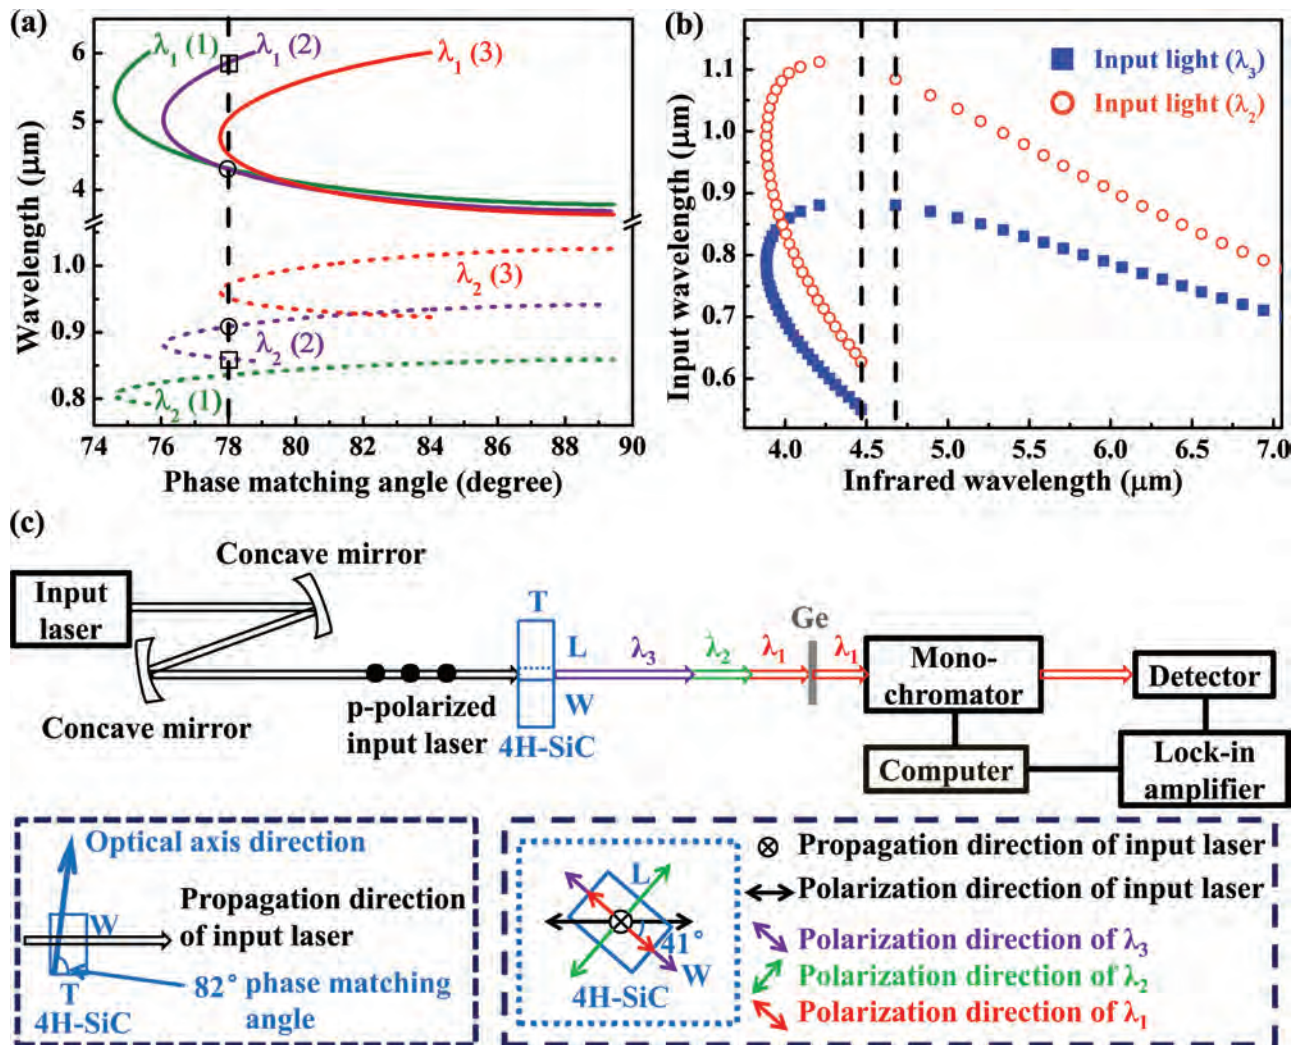 (a)
λ₁ (1)
λ₁ (2)
λ₁ (3)
λ₂ (3)
λ₂ (2)
λ₂ (1)
Wavelength (μm)
6
5
4
1.0
0.9
0.8
74 76 78 80 82 84 86 88 90
Phase matching angle (degree)
(b)
Input light (λ₃)
Input light (λ₂)
Input wavelength (μm)
1.1
1.0
0.9
0.8
0.7
0.6
4.0 4.5 5.0 5.5 6.0 6.5 7.0
Infrared wavelength (μm)
(c)
Input
laser
Concave mirror
Concave mirror
p-polarized
input laser
T
L
W
4H-SiC
λ₃
λ₂
λ₁
Ge
λ₁
Mono-
chromator
Detector
Computer
Lock-in
amplifier
Optical axis direction
W
Propagation direction
of input laser
T
82° phase matching
angle
4H-SiC
L
41°
W
4H-SiC
Propagation direction of input laser
Polarization direction of input laser
Polarization direction of λ₃
Polarization direction of λ₂
Polarization direction of λ₁